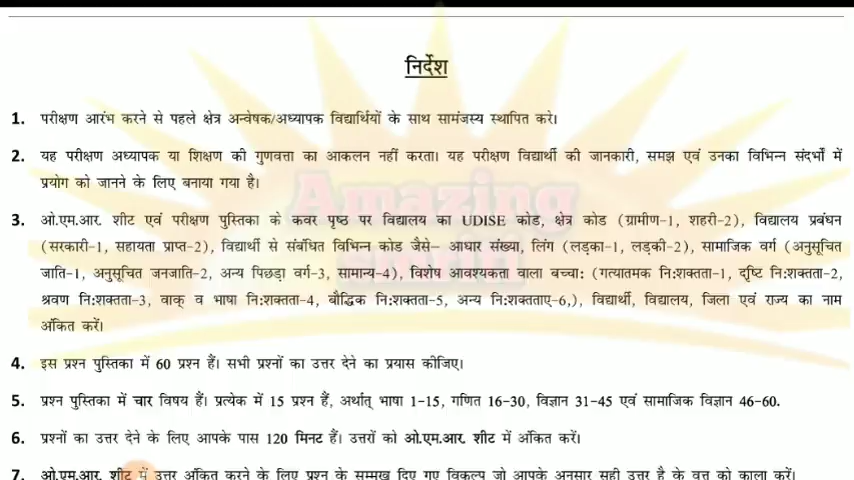 निर्देश
1. परीक्षण आरंभ करने से पहले क्षेत्र अन्वेषक/अध्यापक विद्यार्थियों के साथ सामंजस्य स्थापित करे।
2. यह परीक्षण अध्यापक या शिक्षण की गुणवत्ता का आकलन नहीं करता। यह परीक्षण विद्यार्थी की जानकारी, समझ एवं उनका विभिन्न संदर्भों में
प्रयोग को जानने के लिए बनाया गया है।
3. ओ.एम.आर. शीट एवं परीक्षण पुस्तिका के कवर पृष्ठ पर विद्यालय का UDISE कोड, क्षेत्र कोड (ग्रामीण-1, शहरी-2), विद्यालय प्रबंधन
(सरकारी-1, सहायता प्राप्त-2), विद्यार्थी से संबंधित विभिन्न कोड जैसे- आधार संख्या, लिंग (लड़का-1, लड़की-2), सामाजिक वर्ग (अनुसूचित
जाति-1, अनुसूचित जनजाति-2, अन्य पिछड़ा वर्ग-3, सामान्य-4), विशेष आवश्यकता वाला बच्चा: (गत्यात्मक नि:शक्तता-1, दृष्टि नि:शक्तता-2,
श्रवण नि:शक्तता-3, वाक् व भाषा नि:शक्तता-4, बौद्धिक नि:शक्तता-5, अन्य नि:शक्तताए-6,), विद्यार्थी, विद्यालय, जिला एवं राज्य का नाम
अंकित करें।
4. इस प्रश्न पुस्तिका में 60 प्रश्न हैं। सभी प्रश्नों का उत्तर देने का प्रयास कीजिए।
5. प्रश्न पुस्तिका में चार विषय हैं। प्रत्येक में 15 प्रश्न हैं, अर्थात् भाषा 1-15, गणित 16-30, विज्ञान 31-45 एवं सामाजिक विज्ञान 46-60.
6. प्रश्नों का उत्तर देने के लिए आपके पास 120 मिनट हैं। उत्तरों को ओ.एम.आर. शीट में अंकित करें।
7. ओ.एम.आर. शीट में उत्तर अंकित करने के लिए प्रश्न के सम्मुख दिए गए विकल्प जो आपके अनुसार सही उत्तर है के वृत्त को काला करें।
Amazing
smriti